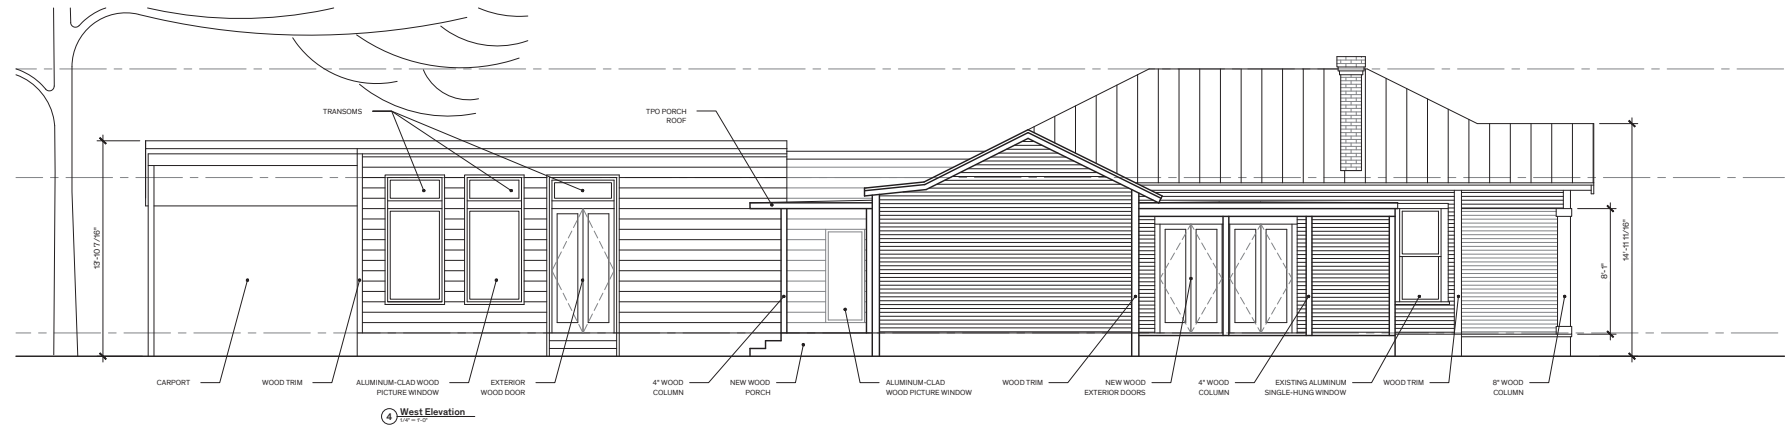 TRANSOMS
TPO PORCH
ROOF
13'-10 7/16"
14'-11 11/16"
8'-1"
CARPORT
WOOD TRIM
ALUMINUM-CLAD WOOD
PICTURE WINDOW
EXTERIOR
WOOD DOOR
4" WOOD
COLUMN
NEW WOOD
PORCH
ALUMINUM-CLAD
WOOD PICTURE WINDOW
WOOD TRIM
NEW WOOD
EXTERIOR DOORS
4" WOOD
COLUMN
EXISTING ALUMINUM
SINGLE-HUNG WINDOW
WOOD TRIM
8" WOOD
COLUMN
4 West Elevation
1/4" = 1'-0"